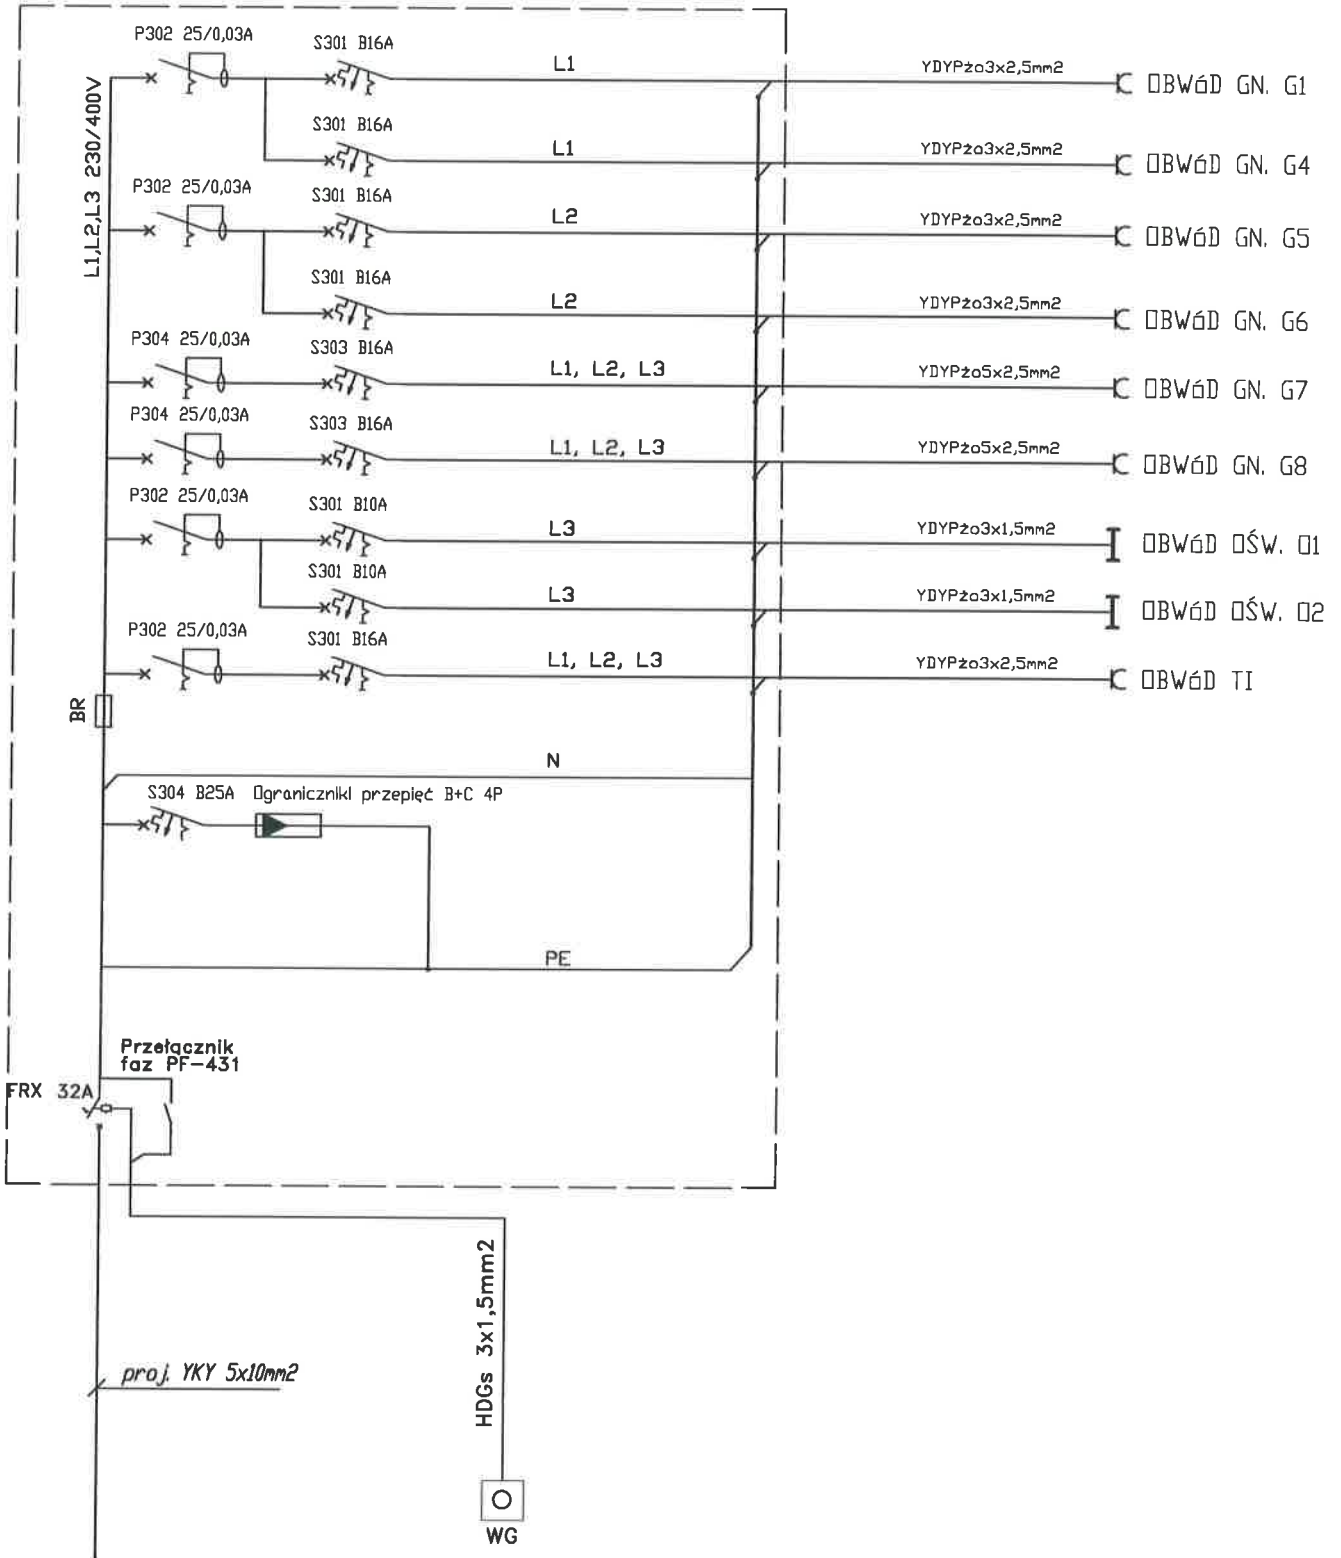 P302 25/0,03A
S301 B16A
L1
YDYPżo3x2,5mm2
OBWóD GN. G1
L1,L2,L3 230/400V
S301 B16A
L1
YDYPżo3x2,5mm2
OBWóD GN. G4
P302 25/0,03A
S301 B16A
L2
YDYPżo3x2,5mm2
OBWóD GN. G5
S301 B16A
L2
YDYPżo3x2,5mm2
OBWóD GN. G6
P304 25/0,03A
S303 B16A
L1, L2, L3
YDYPżo5x2,5mm2
OBWóD GN. G7
P304 25/0,03A
S303 B16A
L1, L2, L3
YDYPżo5x2,5mm2
OBWóD GN. G8
P302 25/0,03A
S301 B10A
L3
YDYPżo3x1,5mm2
OBWóD OŚW. O1
S301 B10A
L3
YDYPżo3x1,5mm2
OBWóD OŚW. O2
P302 25/0,03A
S301 B16A
L1, L2, L3
YDYPżo3x2,5mm2
OBWóD TI
BR
N
S304 B25A
Ograniczniki przepięć B+C 4P
PE
Przełącznik
faz PF-431
FRX 32A
HDGs 3x1,5mm2
proj. YKY 5x10mm2
WG